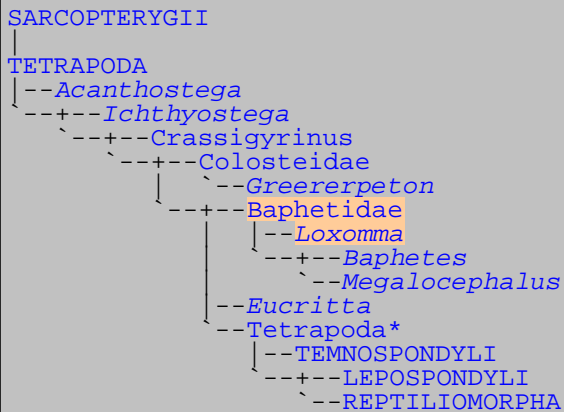 SARCOPTERYGII
|
TETRAPODA
|--Acanthostega
`--+--Ichthyostega
   `--+--Crassigyrinus
      `--+--Colosteidae
         |  `--Greererpeton
         `--+--Baphetidae
            |  |--Loxomma
            |  `--+--Baphetes
            |     `--Megalocephalus
            |--Eucritta
            `--Tetrapoda*
               |--TEMNOSPONDYLI
               `--+--LEPOSPONDYLI
                  `--REPTILIOMORPHA